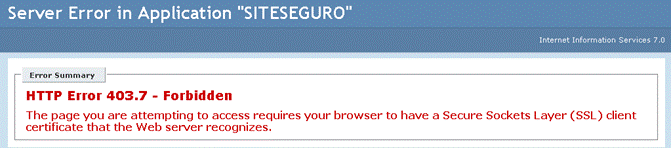 Server Error in Application "SITESEGURO"
Internet Information Services 7.0
Error Summary
HTTP Error 403.7 - Forbidden
The page you are attempting to access requires your browser to have a Secure Sockets Layer (SSL) client
certificate that the Web server recognizes.